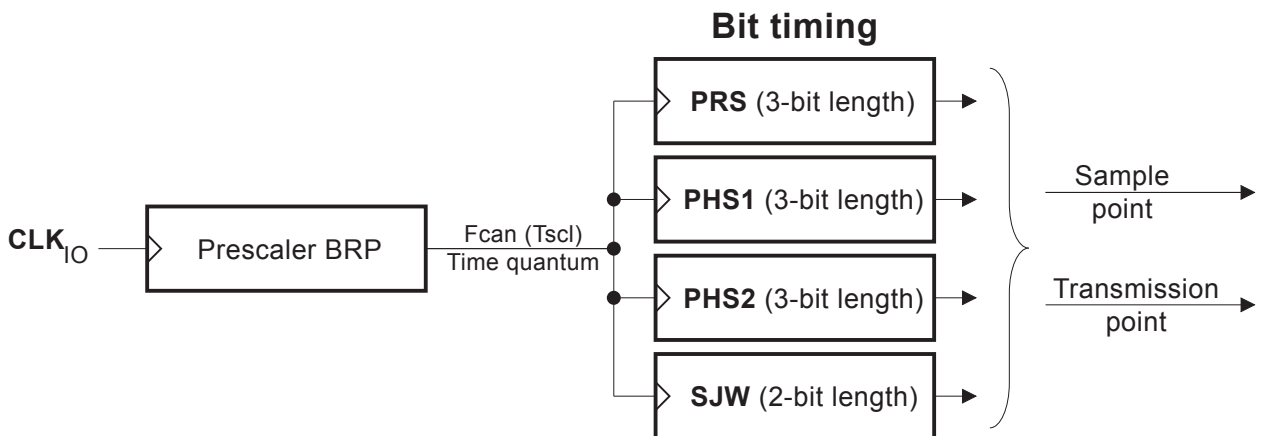 Bit timing
PRS (3-bit length)
PHS1 (3-bit length)
PHS2 (3-bit length)
SJW (2-bit length)
CLKIO
Prescaler BRP
Fcan (Tscl)
Time quantum
Sample
point
Transmission
point